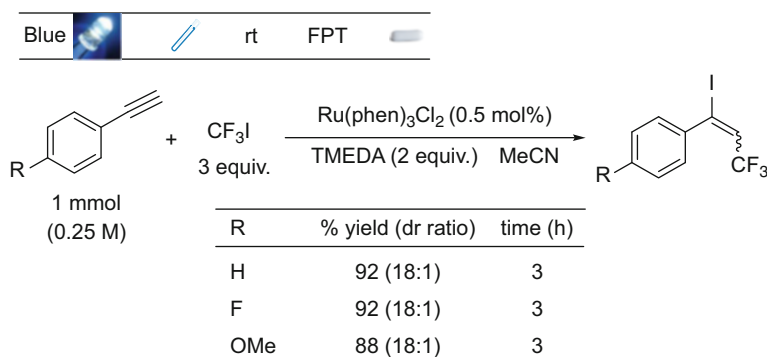 Blue rt FPT
I
R
+
CF₃I
3 equiv.
Ru(phen)₃Cl₂ (0.5 mol%)
TMEDA (2 equiv.) MeCN
R
CF₃
1 mmol
(0.25 M)
R % yield (dr ratio) time (h)
H 92 (18:1) 3
F 92 (18:1) 3
OMe 88 (18:1) 3